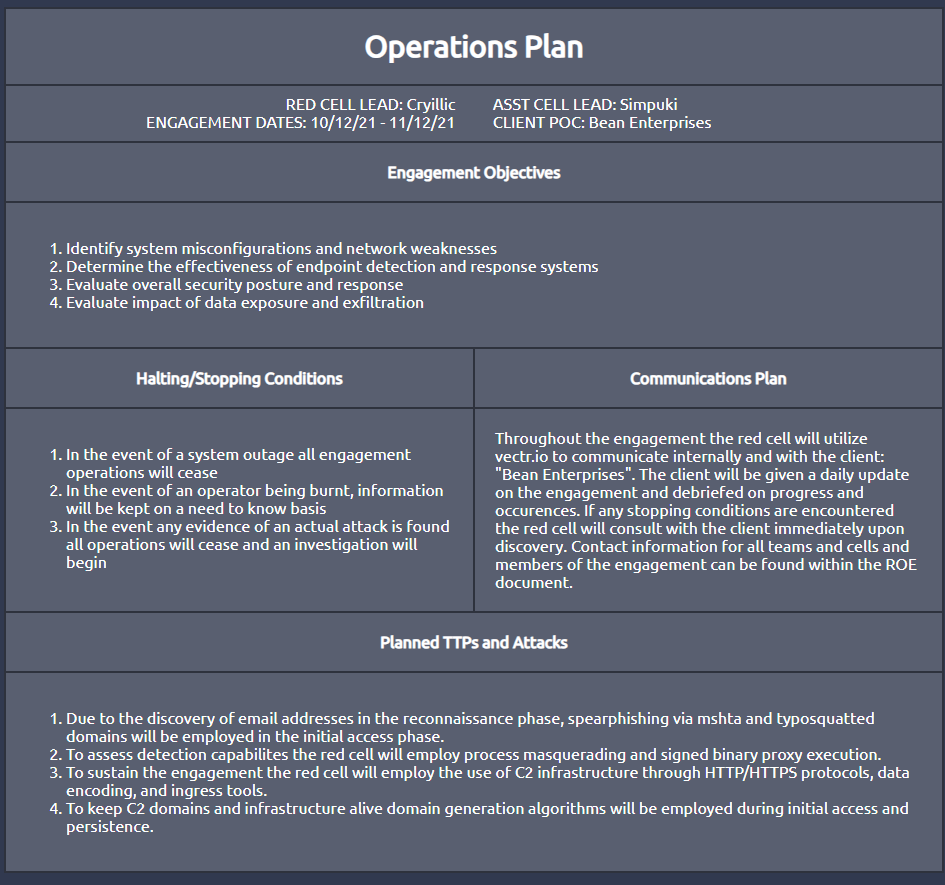 Operations Plan
RED CELL LEAD: Cryillic
ENGAGEMENT DATES: 10/12/21 - 11/12/21
ASST CELL LEAD: Simpuki
CLIENT POC: Bean Enterprises
Engagement Objectives
1. Identify system misconfigurations and network weaknesses
2. Determine the effectiveness of endpoint detection and response systems
3. Evaluate overall security posture and response
4. Evaluate impact of data exposure and exfiltration
Halting/Stopping Conditions
1. In the event of a system outage all engagement
operations will cease
2. In the event of an operator being burnt, information
will be kept on a need to know basis
3. In the event any evidence of an actual attack is found
all operations will cease and an investigation will
begin
Communications Plan
Throughout the engagement the red cell will utilize
vectr.io to communicate internally and with the client:
"Bean Enterprises". The client will be given a daily update
on the engagement and debriefed on progress and
occurences. If any stopping conditions are encountered
the red cell will consult with the client immediately upon
discovery. Contact information for all teams and cells and
members of the engagement can be found within the ROE
document.
Planned TTPs and Attacks
1. Due to the discovery of email addresses in the reconnaissance phase, spearphishing via mshta and typosquatted
domains will be employed in the initial access phase.
2. To assess detection capabilites the red cell will employ process masquerading and signed binary proxy execution.
3. To sustain the engagement the red cell will employ the use of C2 infrastructure through HTTP/HTTPS protocols, data
encoding, and ingress tools.
4. To keep C2 domains and infrastructure alive domain generation algorithms will be employed during initial access and
persistence.